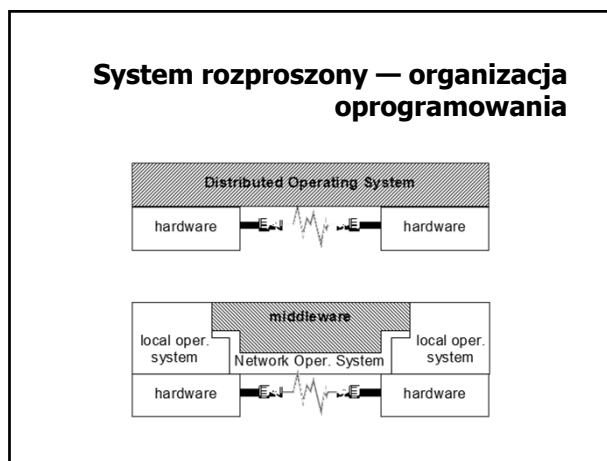 System rozproszony — organizacja
oprogramowania
Distributed Operating System
hardware
hardware
middleware
local oper.
system
local oper.
system
Network Oper. System
hardware
hardware